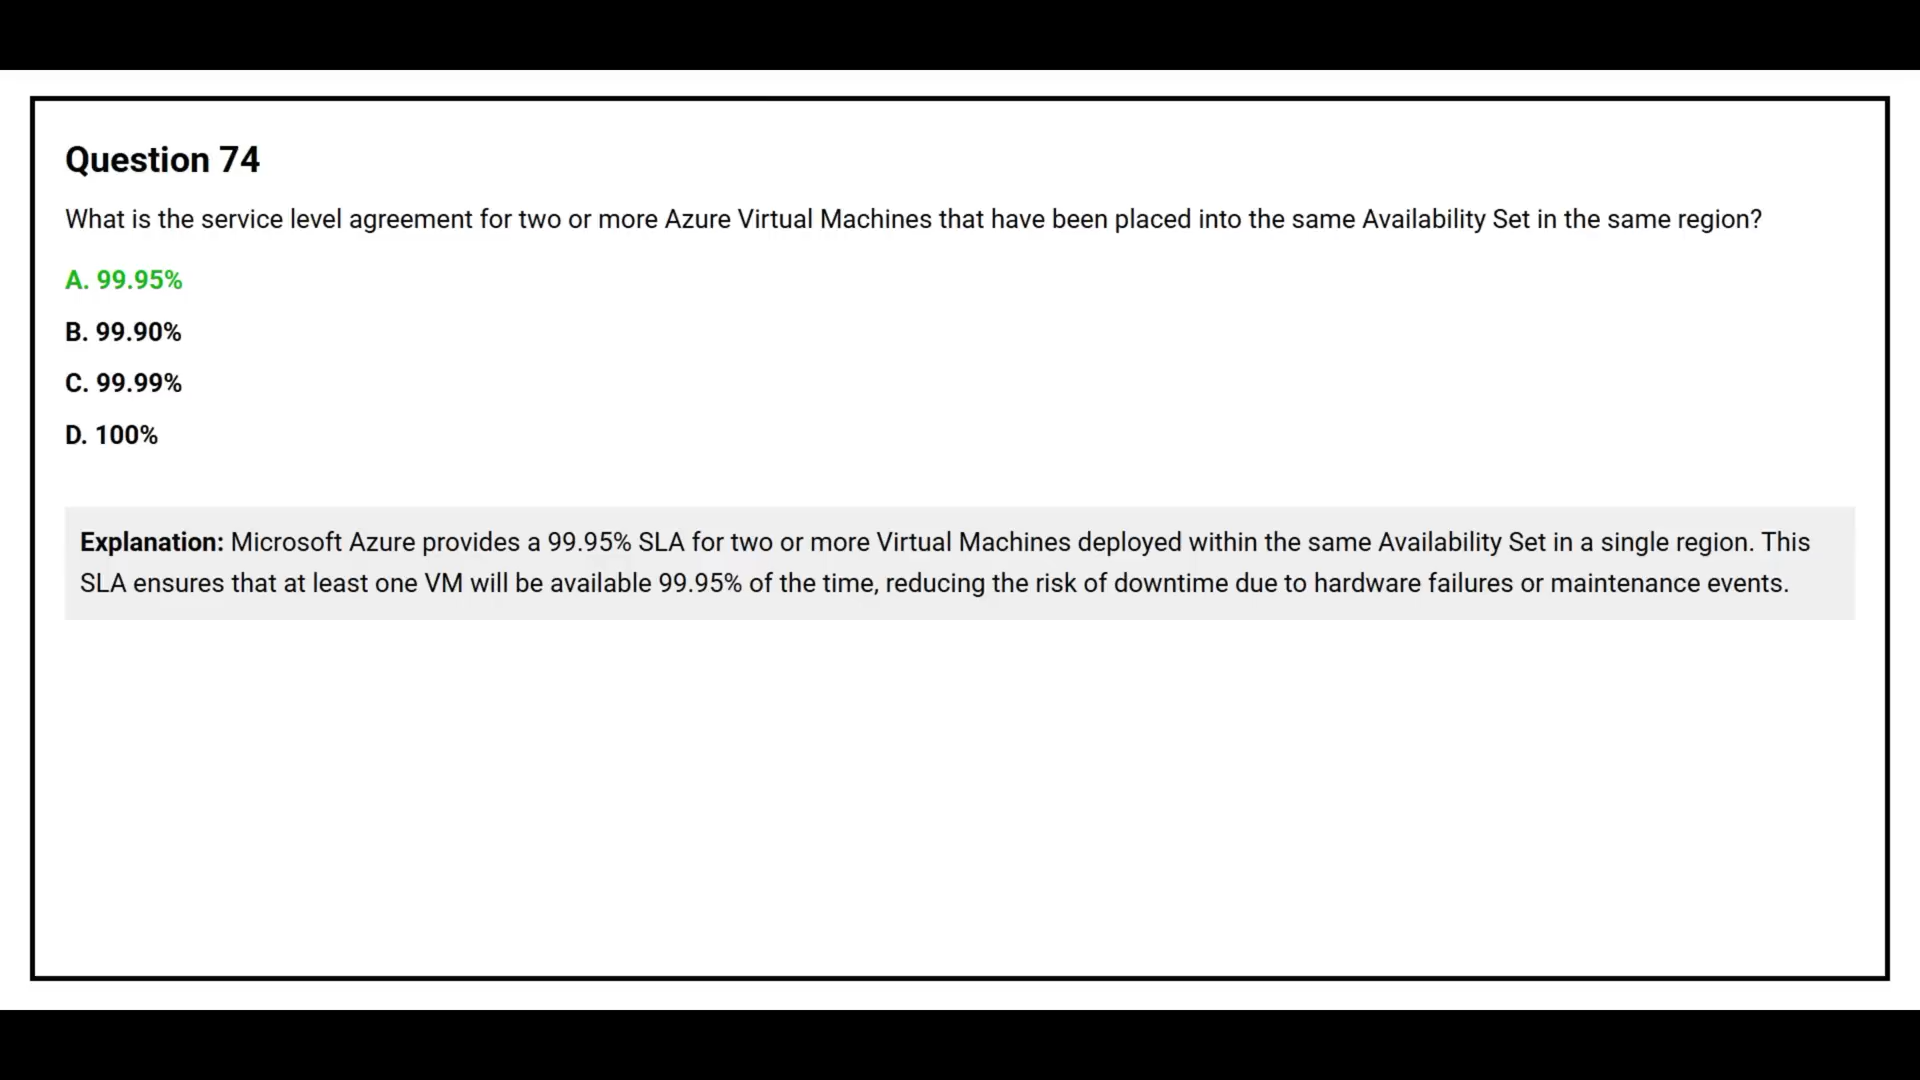 Question 74
What is the service level agreement for two or more Azure Virtual Machines that have been placed into the same Availability Set in the same region?
A. 99.95%
B. 99.90%
C. 99.99%
D. 100%
Explanation: Microsoft Azure provides a 99.95% SLA for two or more Virtual Machines deployed within the same Availability Set in a single region. This
SLA ensures that at least one VM will be available 99.95% of the time, reducing the risk of downtime due to hardware failures or maintenance events.